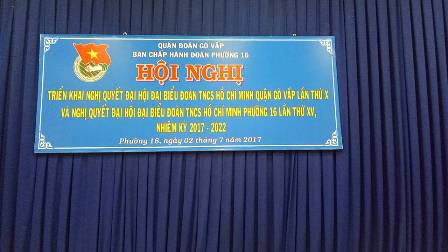 QUẬN ĐOÀN GÒ VẤP
BAN CHẤP HÀNH ĐOÀN PHƯỜNG 16
HỘI NGHỊ
TRIỂN KHAI NGHỊ QUYẾT ĐẠI HỘI ĐẠI BIỂU ĐOÀN TNCS HỒ CHÍ MINH QUẬN GÒ VẤP LẦN THỨ X
VÀ NGHỊ QUYẾT ĐẠI HỘI ĐẠI BIỂU ĐOÀN TNCS HỒ CHÍ MINH PHƯỜNG 16 LẦN THỨ XV,
NHIỆM KỲ 2017 - 2022
Phường 16, ngày 02 tháng 7 năm 2017